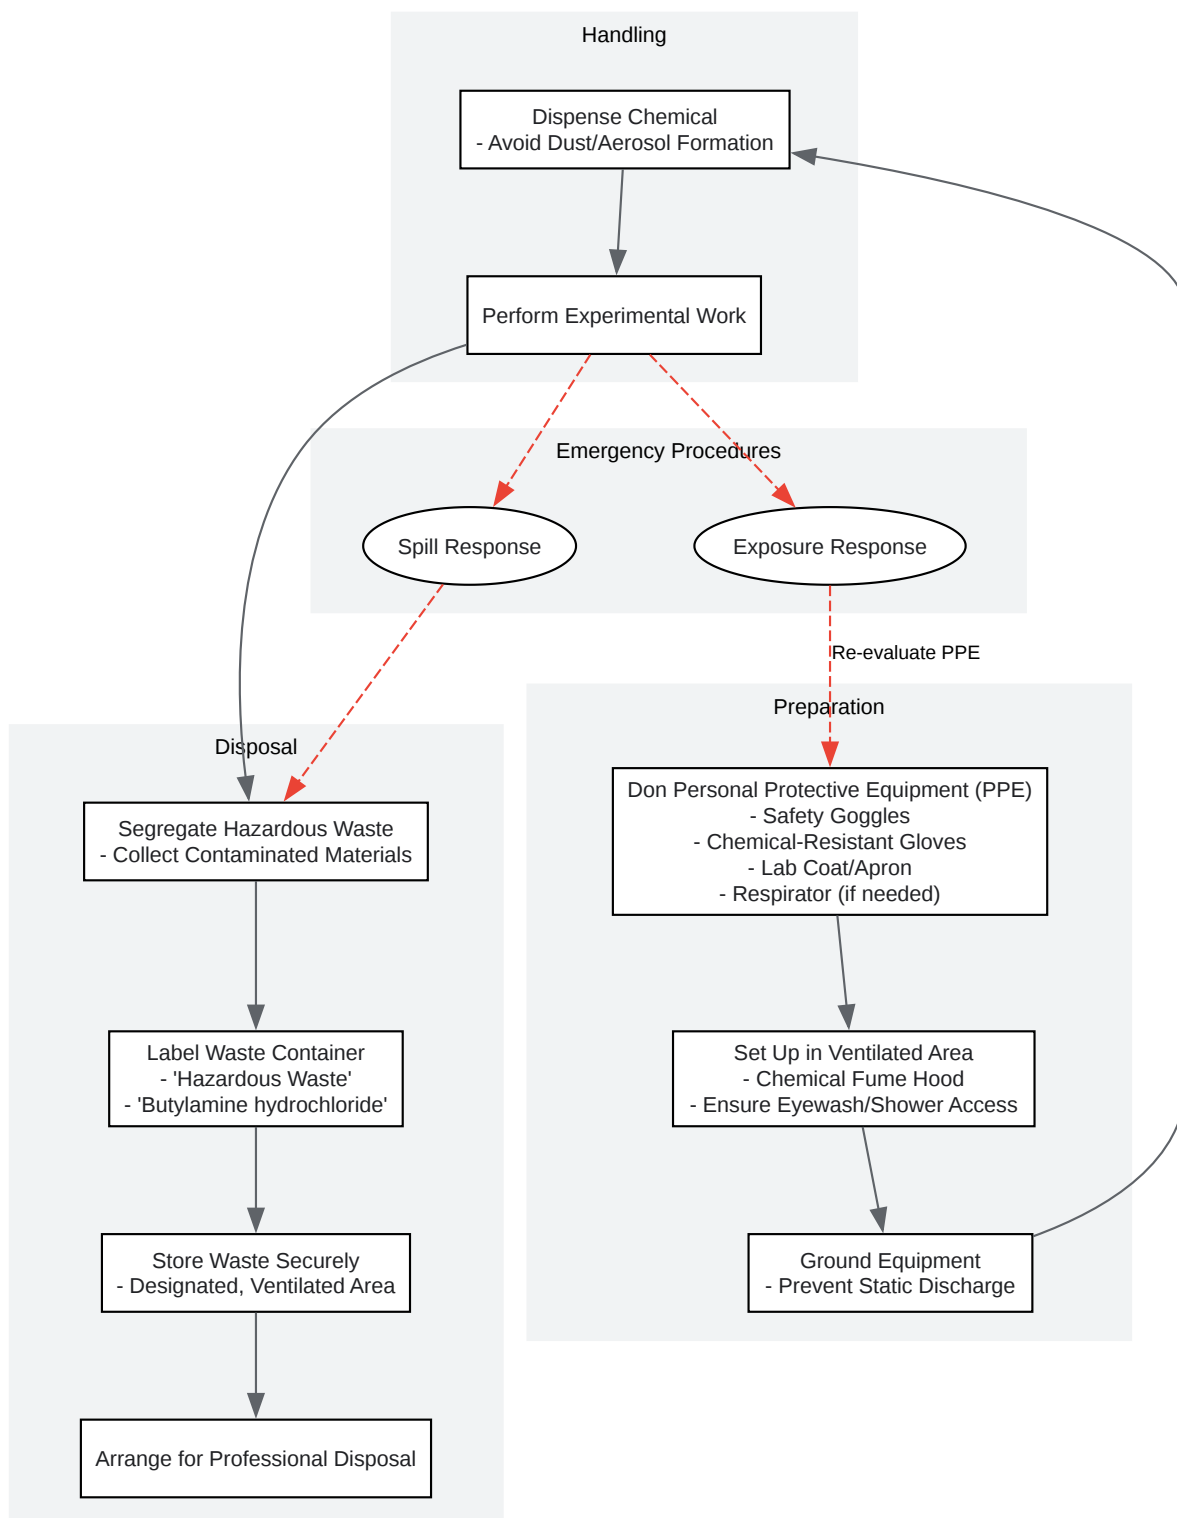 Handling
Dispense Chemical
- Avoid Dust/Aerosol Formation
Perform Experimental Work
Emergency Procedures
Spill Response
Exposure Response
Re-evaluate PPE
Preparation
Don Personal Protective Equipment (PPE)
- Safety Goggles
- Chemical-Resistant Gloves
- Lab Coat/Apron
- Respirator (if needed)
Set Up in Ventilated Area
- Chemical Fume Hood
- Ensure Eyewash/Shower Access
Ground Equipment
- Prevent Static Discharge
Disposal
Segregate Hazardous Waste
- Collect Contaminated Materials
Label Waste Container
- 'Hazardous Waste'
- 'Butylamine hydrochloride'
Store Waste Securely
- Designated, Ventilated Area
Arrange for Professional Disposal